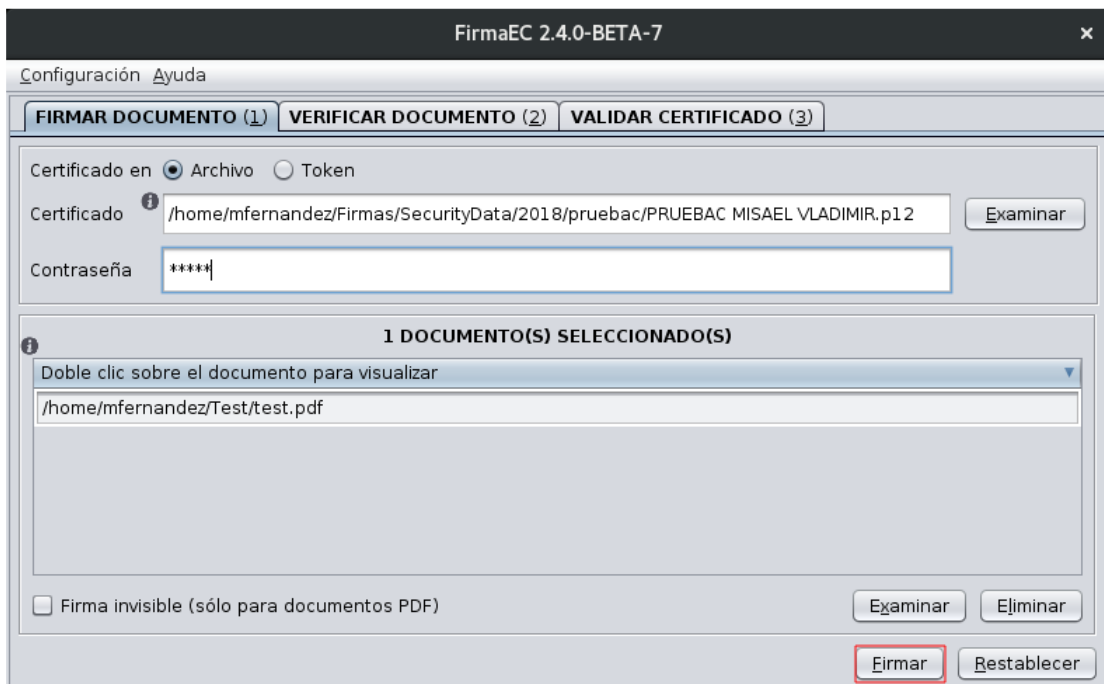 FirmaEC 2.4.0-BETA-7 ×
Configuración Ayuda
FIRMAR DOCUMENTO (1) VERIFICAR DOCUMENTO (2) VALIDAR CERTIFICADO (3)
Certificado en Archivo Token
Certificado /home/mfernandez/Firmas/SecurityData/2018/pruebac/PRUEBAC MISAEL VLADIMIR.p12 Examinar
Contraseña *****
1 DOCUMENTO(S) SELECCIONADO(S)
Doble clic sobre el documento para visualizar
/home/mfernandez/Test/test.pdf
Firma invisible (sólo para documentos PDF) Examinar Eliminar
Firmar Restablecer